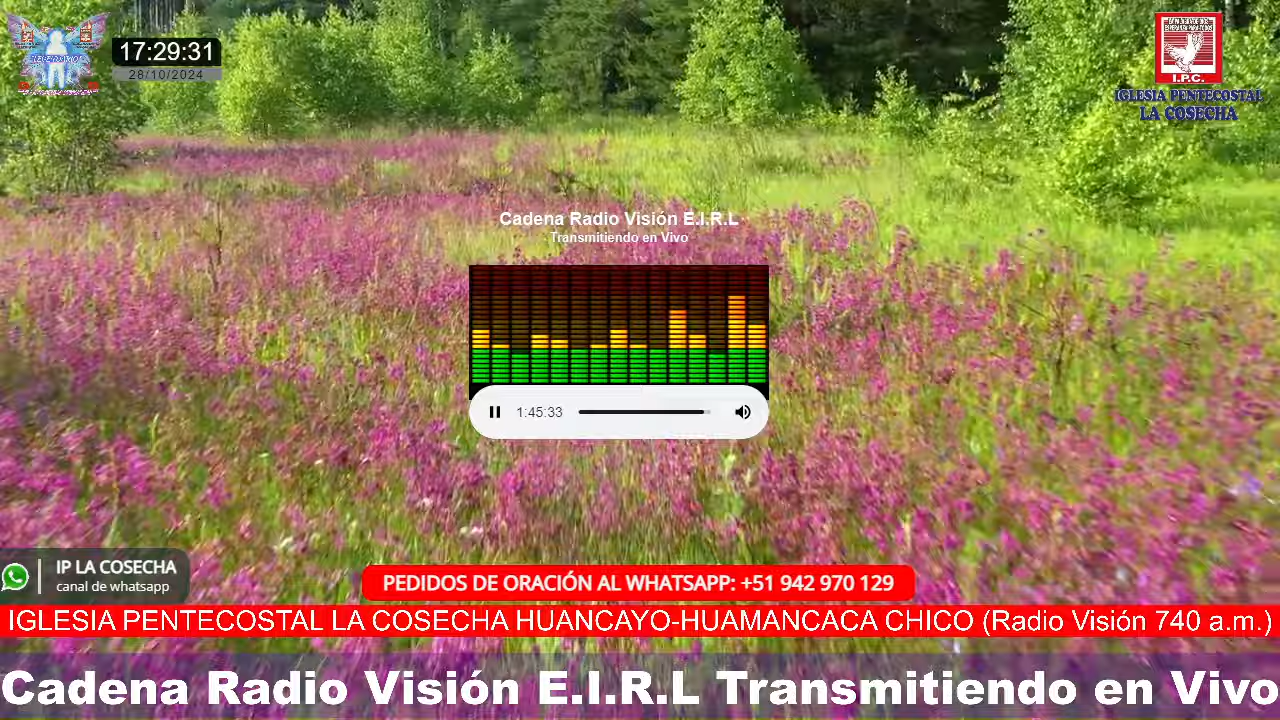 17:29:31
28/10/2024
I.P.C.
IGLESIA PENTECOSTAL
LA COSECHA
Cadena Radio Visión E.I.R.L
Transmitiendo en Vivo
1:45:33
IP LA COSECHA
canal de whatsapp
PEDIDOS DE ORACIÓN AL WHATSAPP: +51 942 970 129
IGLESIA PENTECOSTAL LA COSECHA HUANCAYO-HUAMANCACA CHICO (Radio Visión 740 a.m.)
Cadena Radio Visión E.I.R.L Transmitiendo en Vivo